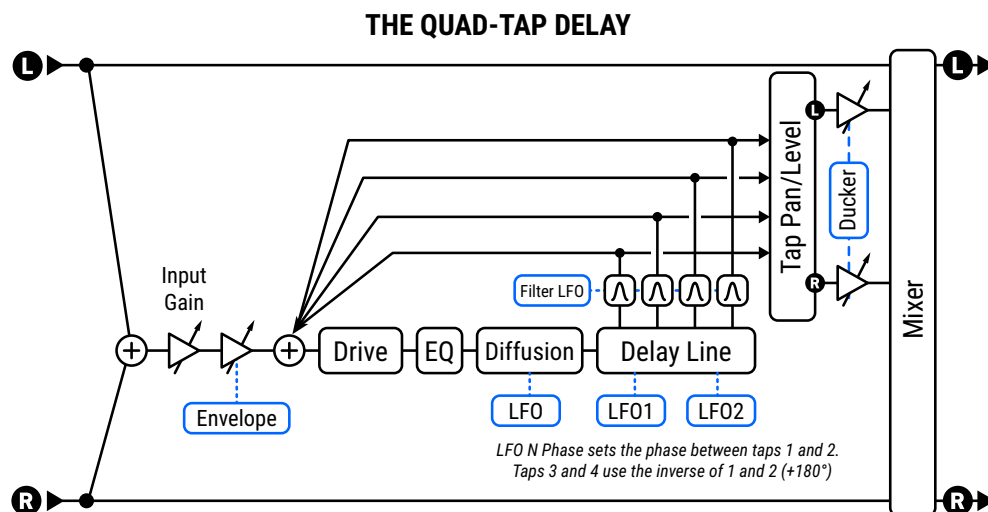 THE QUAD-TAP DELAY
L
L
L
Tap Pan/Level
Ducker
R
Mixer
Input
Gain
Filter LFO
+
+
Drive
EQ
Diffusion
Delay Line
Envelope
LFO
LFO1
LFO2
LFO N Phase sets the phase between taps 1 and 2.
Taps 3 and 4 use the inverse of 1 and 2 (+180°)
R
R